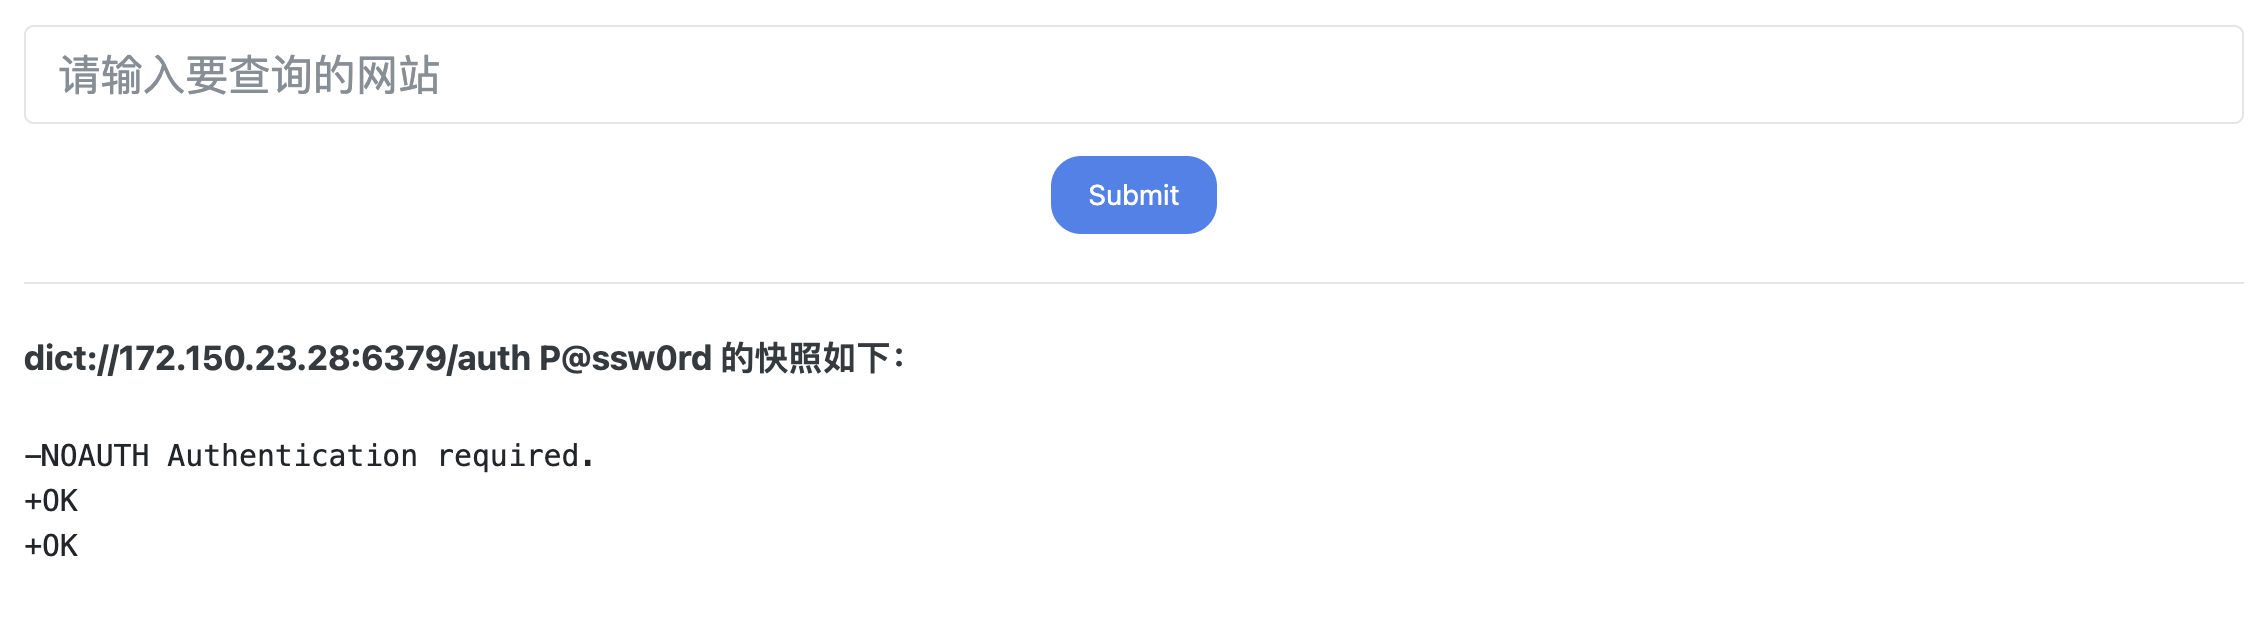 请输入要查询的网站
Submit
dict://172.150.23.28:6379/auth P@ssw0rd 的快照如下：
-NOAUTH Authentication required.
+OK
+OK